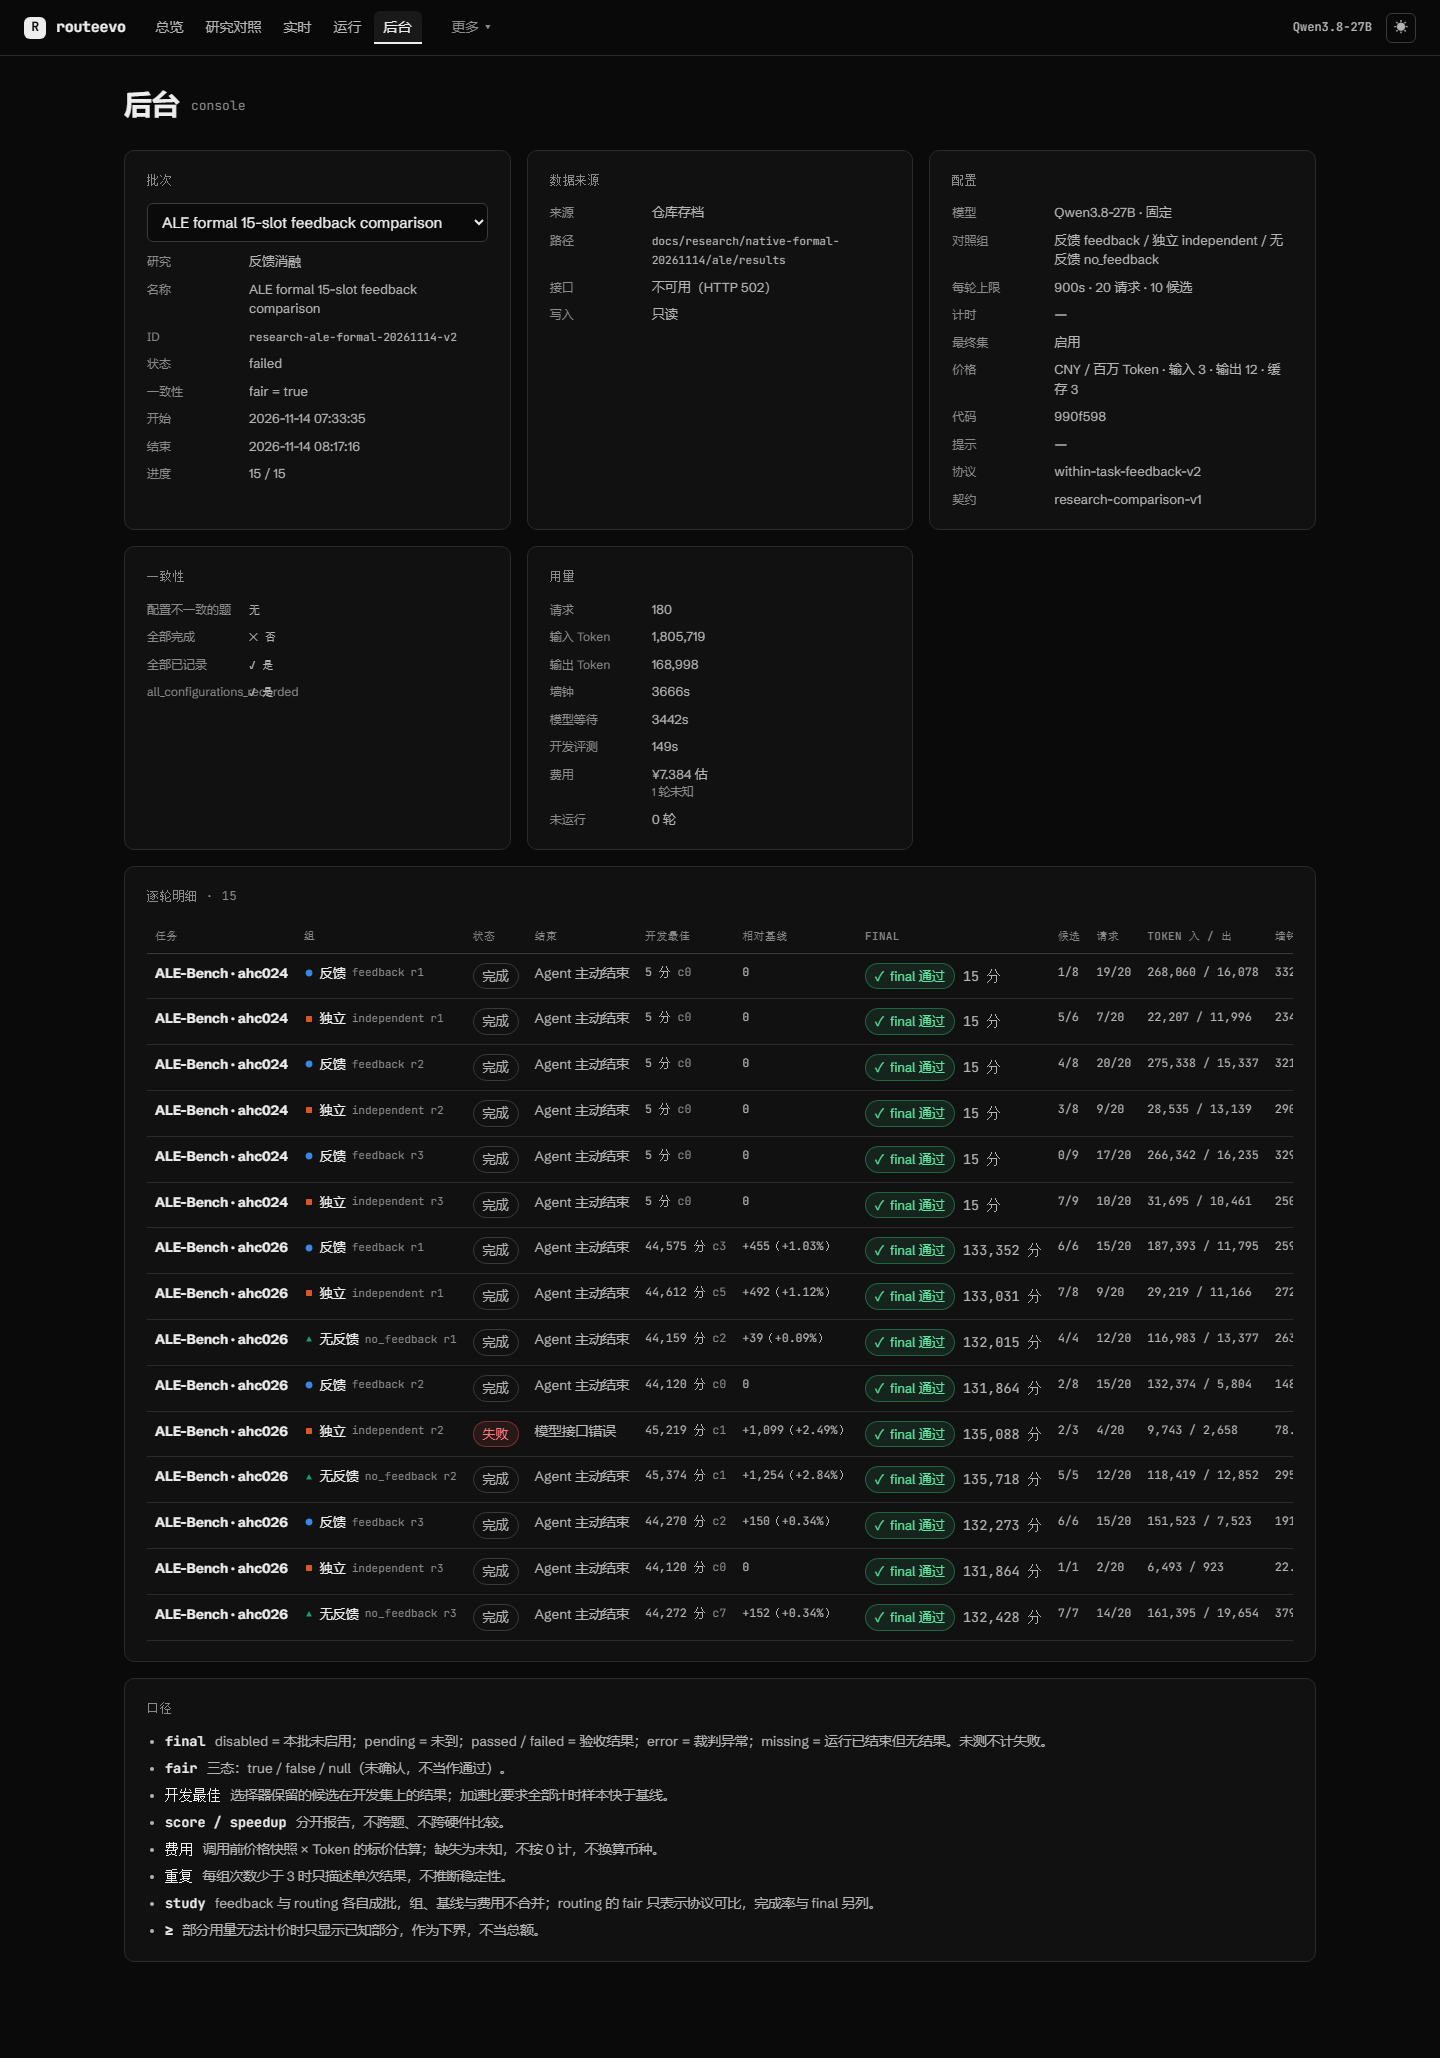 R routeevo 总览 研究对照 实时 运行 后台 更多 ▾ Qwen3.8-27B
后台 console
批次
ALE formal 15-slot feedback comparison
研究 反馈消融
名称 ALE formal 15-slot feedback
comparison
ID research-ale-formal-20261114-v2
状态 failed
一致性 fair = true
开始 2026-11-14 07:33:35
结束 2026-11-14 08:17:16
进度 15 / 15
数据来源
来源 仓库存档
路径 docs/research/native-formal-
20261114/ale/results
接口 不可用（HTTP 502）
写入 只读
配置
模型 Qwen3.8-27B · 固定
对照组 反馈 feedback / 独立 independent / 无
反馈 no_feedback
每轮上限 900s · 20 请求 · 10 候选
计时 —
最终集 启用
价格 CNY / 百万 Token · 输入 3 · 输出 12 · 缓
存 3
代码 990f598
提示 —
协议 within-task-feedback-v2
契约 research-comparison-v1
一致性
配置不一致的题 无
全部完成 ✕ 否
全部已记录 ✓ 是
all_configurations_recorded ✓ 是
用量
请求 180
输入 Token 1,805,719
输出 Token 168,998
墙钟 3666s
模型等待 3442s
开发评测 149s
费用 ¥7.384 估
1 轮未知
未运行 0 轮
逐轮明细 · 15
任务 组 状态 结束 开发最佳 相对基线 FINAL 候选 请求 TOKEN 入 / 出 墙钟
ALE-Bench · ahc024 ● 反馈 feedback r1 完成 Agent 主动结束 5 分 c0 0 ✓ final 通过 15 分 1/8 19/20 268,060 / 16,078 332
ALE-Bench · ahc024 ■ 独立 independent r1 完成 Agent 主动结束 5 分 c0 0 ✓ final 通过 15 分 5/6 7/20 22,207 / 11,996 234
ALE-Bench · ahc024 ● 反馈 feedback r2 完成 Agent 主动结束 5 分 c0 0 ✓ final 通过 15 分 4/8 20/20 275,338 / 15,337 321
ALE-Bench · ahc024 ■ 独立 independent r2 完成 Agent 主动结束 5 分 c0 0 ✓ final 通过 15 分 3/8 9/20 28,535 / 13,139 290
ALE-Bench · ahc024 ● 反馈 feedback r3 完成 Agent 主动结束 5 分 c0 0 ✓ final 通过 15 分 0/9 17/20 266,342 / 16,235 329
ALE-Bench · ahc024 ■ 独立 independent r3 完成 Agent 主动结束 5 分 c0 0 ✓ final 通过 15 分 7/9 10/20 31,695 / 10,461 250
ALE-Bench · ahc026 ● 反馈 feedback r1 完成 Agent 主动结束 44,575 分 c3 +455（+1.03%） ✓ final 通过 133,352 分 6/6 15/20 187,393 / 11,795 259
ALE-Bench · ahc026 ■ 独立 independent r1 完成 Agent 主动结束 44,612 分 c5 +492（+1.12%） ✓ final 通过 133,031 分 7/8 9/20 29,219 / 11,166 272
ALE-Bench · ahc026 ▲ 无反馈 no_feedback r1 完成 Agent 主动结束 44,159 分 c2 +39（+0.09%） ✓ final 通过 132,015 分 4/4 12/20 116,983 / 13,377 263
ALE-Bench · ahc026 ● 反馈 feedback r2 完成 Agent 主动结束 44,120 分 c0 0 ✓ final 通过 131,864 分 2/8 15/20 132,374 / 5,804 148
ALE-Bench · ahc026 ■ 独立 independent r2 失败 模型接口错误 45,219 分 c1 +1,099（+2.49%） ✓ final 通过 135,088 分 2/3 4/20 9,743 / 2,658 78.
ALE-Bench · ahc026 ▲ 无反馈 no_feedback r2 完成 Agent 主动结束 45,374 分 c1 +1,254（+2.84%） ✓ final 通过 135,718 分 5/5 12/20 118,419 / 12,852 295
ALE-Bench · ahc026 ● 反馈 feedback r3 完成 Agent 主动结束 44,270 分 c2 +150（+0.34%） ✓ final 通过 132,273 分 6/6 15/20 151,523 / 7,523 191
ALE-Bench · ahc026 ■ 独立 independent r3 完成 Agent 主动结束 44,120 分 c0 0 ✓ final 通过 131,864 分 1/1 2/20 6,493 / 923 22.
ALE-Bench · ahc026 ▲ 无反馈 no_feedback r3 完成 Agent 主动结束 44,272 分 c7 +152（+0.34%） ✓ final 通过 132,428 分 7/7 14/20 161,395 / 19,654 379
口径
• final disabled = 本批未启用；pending = 未到；passed / failed = 验收结果；error = 裁判异常；missing = 运行已结束但无结果。未测不计失败。
• fair 三态：true / false / null（未确认，不当作通过）。
• 开发最佳 选择器保留的候选在开发集上的结果；加速比要求全部计时样本快于基线。
• score / speedup 分开报告，不跨题、不跨硬件比较。
• 费用 调用前价格快照 × Token 的标价估算；缺失为未知，不按 0 计，不换算币种。
• 重复 每组次数少于 3 时只描述单次结果，不推断稳定性。
• study feedback 与 routing 各自成批，组、基线与费用不合并；routing 的 fair 只表示协议可比，完成率与 final 另列。
• ≥ 部分用量无法计价时只显示已知部分，作为下界，不当总额。